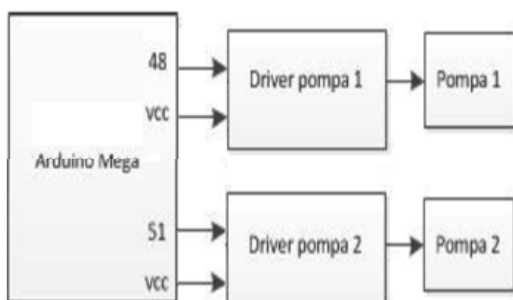 48
Driver pompa 1
Pompa 1
vcc
Arduino Mega
51
Driver pompa 2
Pompa 2
vcc